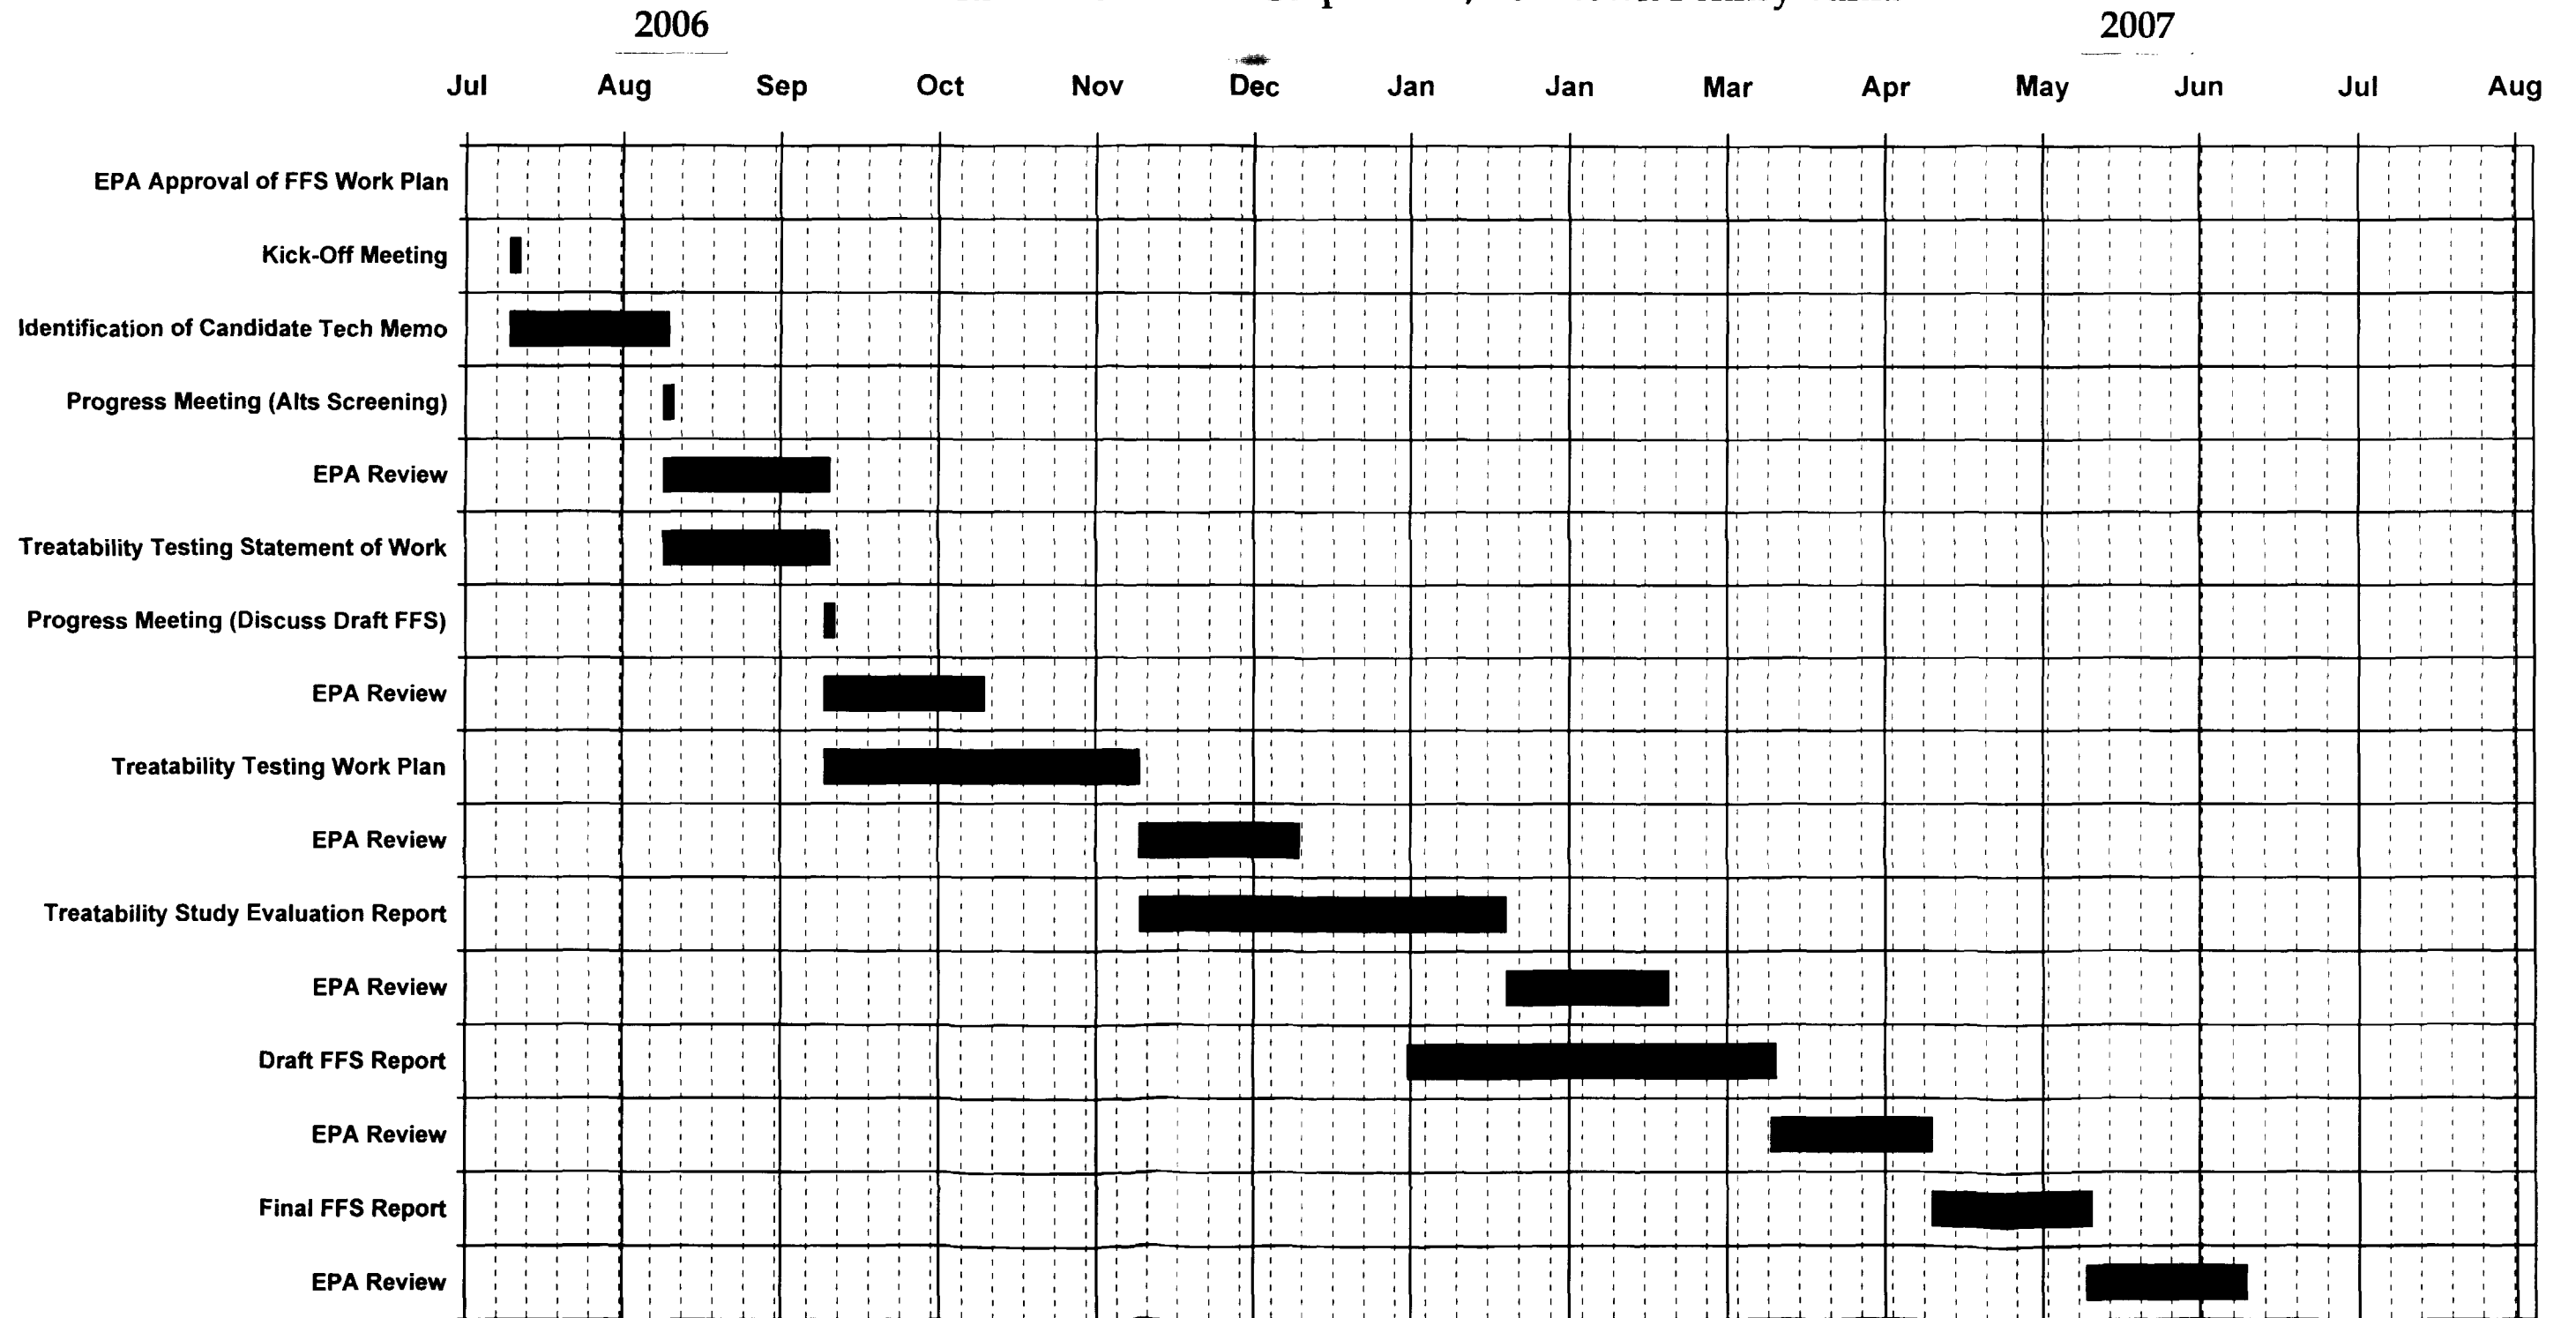 2006 2007
Jul Aug Sep Oct Nov Dec Jan Jan Mar Apr May Jun Jul Aug
EPA Approval of FFS Work Plan
Kick-Off Meeting
Identification of Candidate Tech Memo
Progress Meeting (Alts Screening)
EPA Review
Treatability Testing Statement of Work
Progress Meeting (Discuss Draft FFS)
EPA Review
Treatability Testing Work Plan
EPA Review
Treatability Study Evaluation Report
EPA Review
Draft FFS Report
EPA Review
Final FFS Report
EPA Review